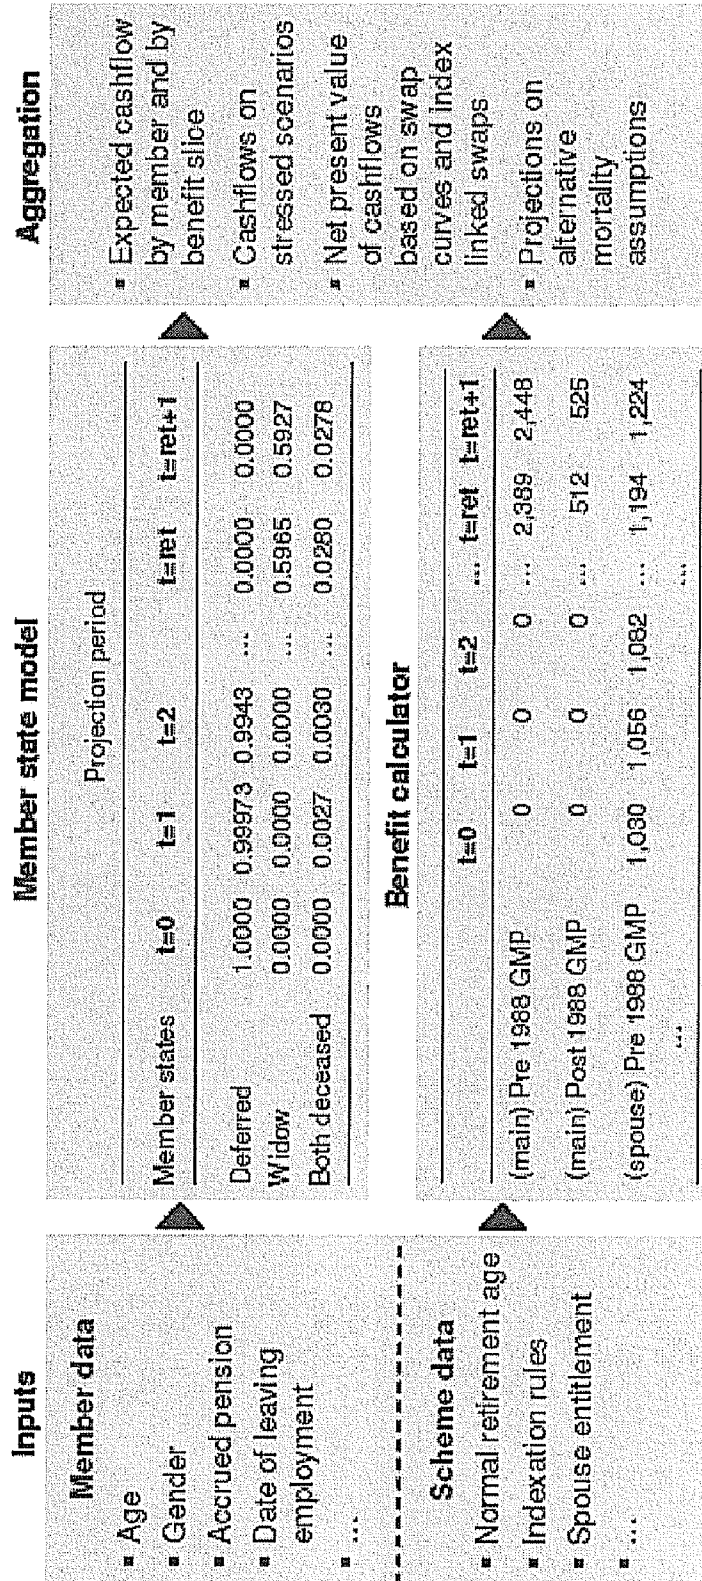 Inputs
Member data
▪ Age
▪ Gender
▪ Accrued pension
▪ Date of leaving
employment
▪ ...
Scheme data
▪ Normal retirement age
▪ Indexation rules
▪ Spouse entitlement
▪ ...
Member state model
Projection period
Member states t=0 t=1 t=2 t=ret t=ret+1
Deferred 1.0000 0.99973 0.9943 ... 0.0000 0.0000
Widow 0.0000 0.0000 0.0000 ... 0.5965 0.5927
Both deceased 0.0000 0.0027 0.0030 ... 0.0280 0.0278
Benefit calculator
t=0 t=1 t=2 ... t=ret t=ret+1
(main) Pre 1988 GMP 0 0 0 ... 2,389 2,448
(main) Post 1988 GMP 0 0 0 ... 512 525
(spouse) Pre 1988 GMP 1,030 1,056 1,082 ... 1,194 1,224
... ...
Aggregation
▪ Expected cashflow
by member and by
benefit slice
▪ Cashflows on
stressed scenarios
▪ Net present value
of cashflows
based on swap
curves and index
linked swaps
▪ Projections on
alternative
mortality
assumptions